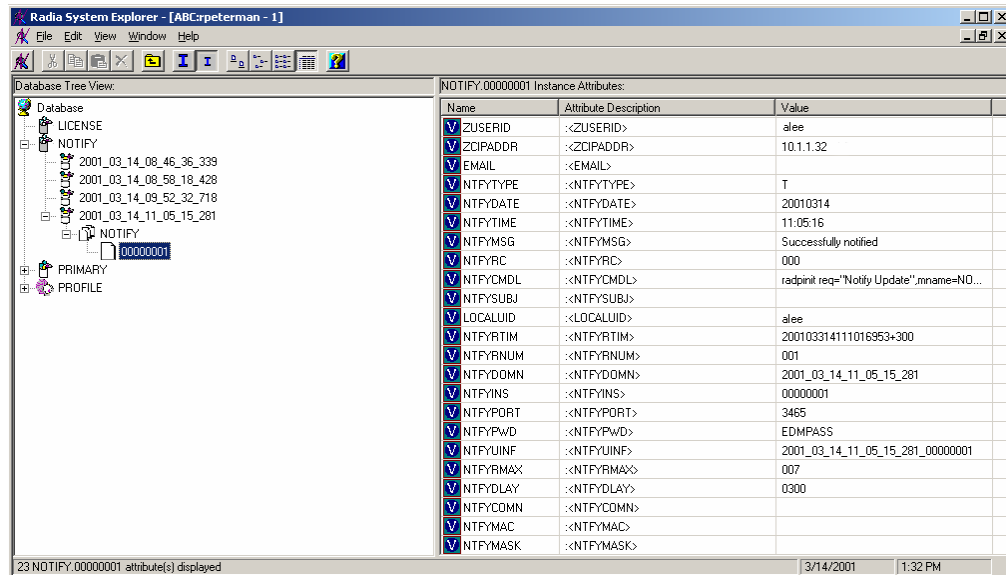 Radia System Explorer - [ABC:rpeterman - 1]
File Edit View Window Help
Database Tree View:
NOTIFY.00000001 Instance Attributes:
Database
LICENSE
NOTIFY
2001_03_14_08_46_36_339
2001_03_14_08_58_18_428
2001_03_14_09_52_32_718
2001_03_14_11_05_15_281
NOTIFY
00000001
PRIMARY
PROFILE
Name Attribute Description Value
V ZUSERID :<ZUSERID> alee
V ZCIPADDR :<ZCIPADDR> 10.1.1.32
V EMAIL :<EMAIL>
V NTFYTYPE :<NTFYTYPE> T
V NTFYDATE :<NTFYDATE> 20010314
V NTFYTIME :<NTFYTIME> 11:05:16
V NTFYMSG :<NTFYMSG> Successfully notified
V NTFYRC :<NTFYRC> 000
V NTFYCMDL :<NTFYCMDL> radpinit req="Notify Update",mname=NO...
V NTFYSUBJ :<NTFYSUBJ>
V LOCALUID :<LOCALUID> alee
V NTFYRTIM :<NTFYRTIM> 200103314111016953+300
V NTFYRNUM :<NTFYRNUM> 001
V NTFYDOMN :<NTFYDOMN> 2001_03_14_11_05_15_281
V NTFYINS :<NTFYINS> 00000001
V NTFYPORT :<NTFYPORT> 3465
V NTFYPWD :<NTFYPWD> EDMPASS
V NTFYUINF :<NTFYUINF> 2001_03_14_11_05_15_281_00000001
V NTFYRMAX :<NTFYRMAX> 007
V NTFYDLAY :<NTFYDLAY> 0300
V NTFYCOMN :<NTFYCOMN>
V NTFYMAC :<NTFYMAC>
V NTFYMASK :<NTFYMASK>
23 NOTIFY.00000001 attribute(s) displayed 3/14/2001 1:32 PM